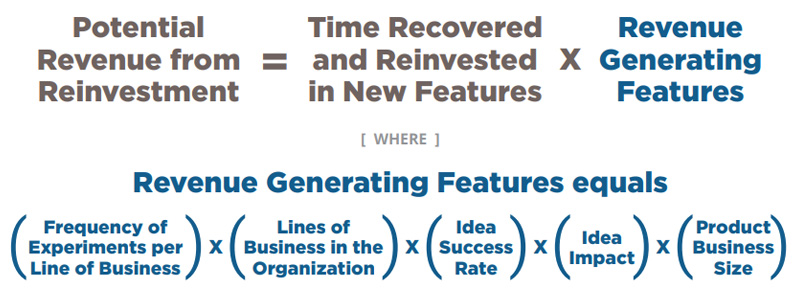 Potential Revenue from Reinvestment = Time Recovered and Reinvested in New Features X Revenue Generating Features
[ WHERE ]
Revenue Generating Features equals
(Frequency of Experiments per Line of Business) X (Lines of Business in the Organization) X (Idea Success Rate) X (Idea Impact) X (Product Business Size)